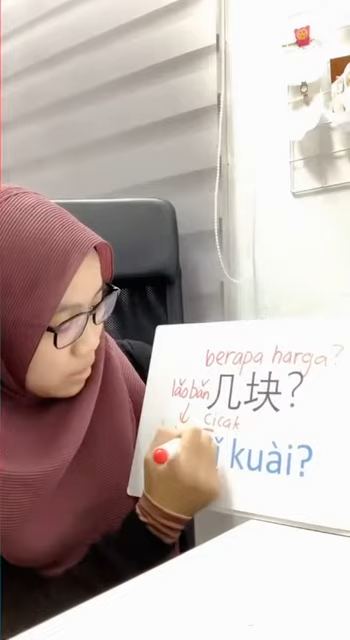 berapa harga?
lǎobǎn 几块?
↓ cicak
kuài?